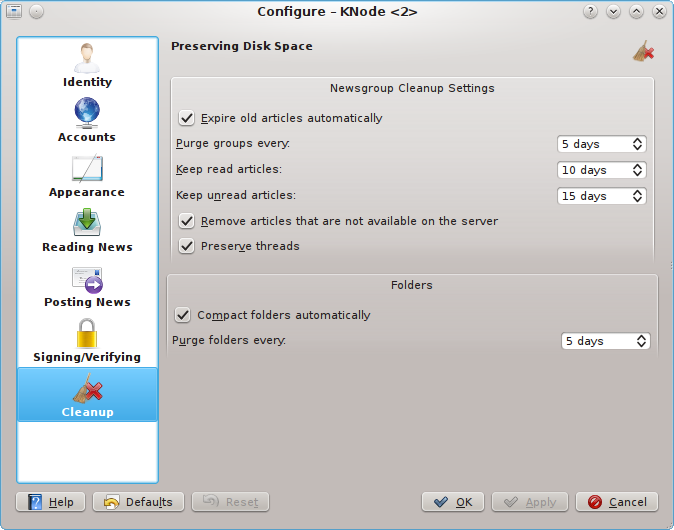 Configure – KNode <2>
Identity
Accounts
Appearance
Reading News
Posting News
Signing/Verifying
Cleanup
Preserving Disk Space
Newsgroup Cleanup Settings
Expire old articles automatically
Purge groups every: 5 days
Keep read articles: 10 days
Keep unread articles: 15 days
Remove articles that are not available on the server
Preserve threads
Folders
Compact folders automatically
Purge folders every: 5 days
Help Defaults Reset OK Apply Cancel